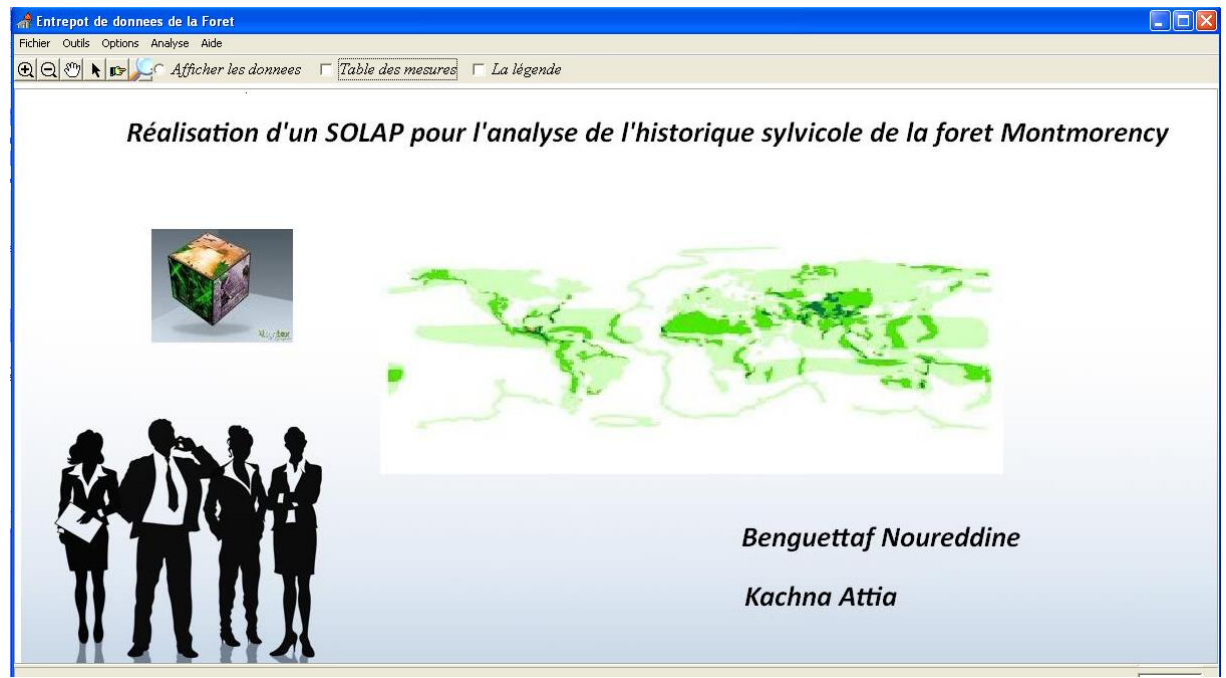 Entrepot de donnees de la Foret
Fichier Outils Options Analyse Aide
Afficher les donnees Table des mesures La légende
Réalisation d'un SOLAP pour l'analyse de l'historique sylvicole de la foret Montmorency
Benguettaf Noureddine
Kachna Attia